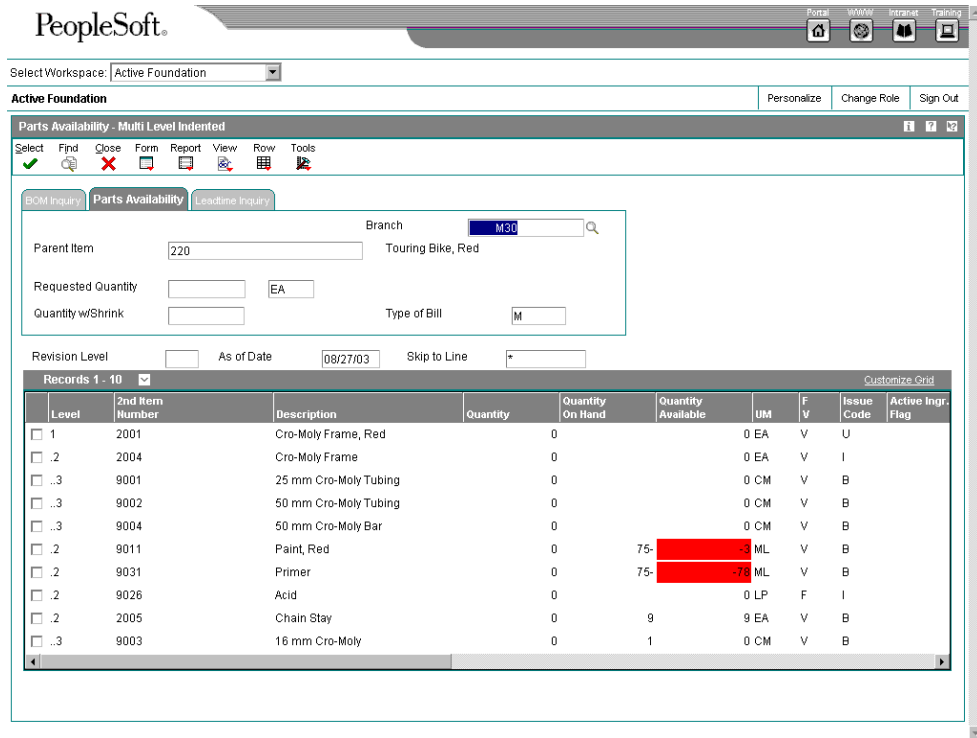 Portal WWW Intranet Training
PeopleSoft.
Select Workspace: Active Foundation
Active Foundation Personalize Change Role Sign Out
Parts Availability - Multi Level Indented i ? ?
Select Find Close Form Report View Row Tools
BOM Inquiry Parts Availability Leadtime Inquiry
Branch M30
Parent Item 220 Touring Bike, Red
Requested Quantity EA
Quantity w/Shrink Type of Bill M
Revision Level As of Date 08/27/03 Skip to Line *
Records 1 - 10 Customize Grid
Level 2nd Item Number Description Quantity Quantity On Hand Quantity Available UM F V Issue Code Active Ingr. Flag
1 2001 Cro-Moly Frame, Red 0 0 EA V U
.2 2004 Cro-Moly Frame 0 0 EA V I
..3 9001 25 mm Cro-Moly Tubing 0 0 CM V B
..3 9002 50 mm Cro-Moly Tubing 0 0 CM V B
..3 9004 50 mm Cro-Moly Bar 0 0 CM V B
.2 9011 Paint, Red 0 75- -3 ML V B
.2 9031 Primer 0 75- -78 ML V B
.2 9026 Acid 0 0 LP F I
.2 2005 Chain Stay 0 9 9 EA V B
..3 9003 16 mm Cro-Moly 0 1 0 CM V B